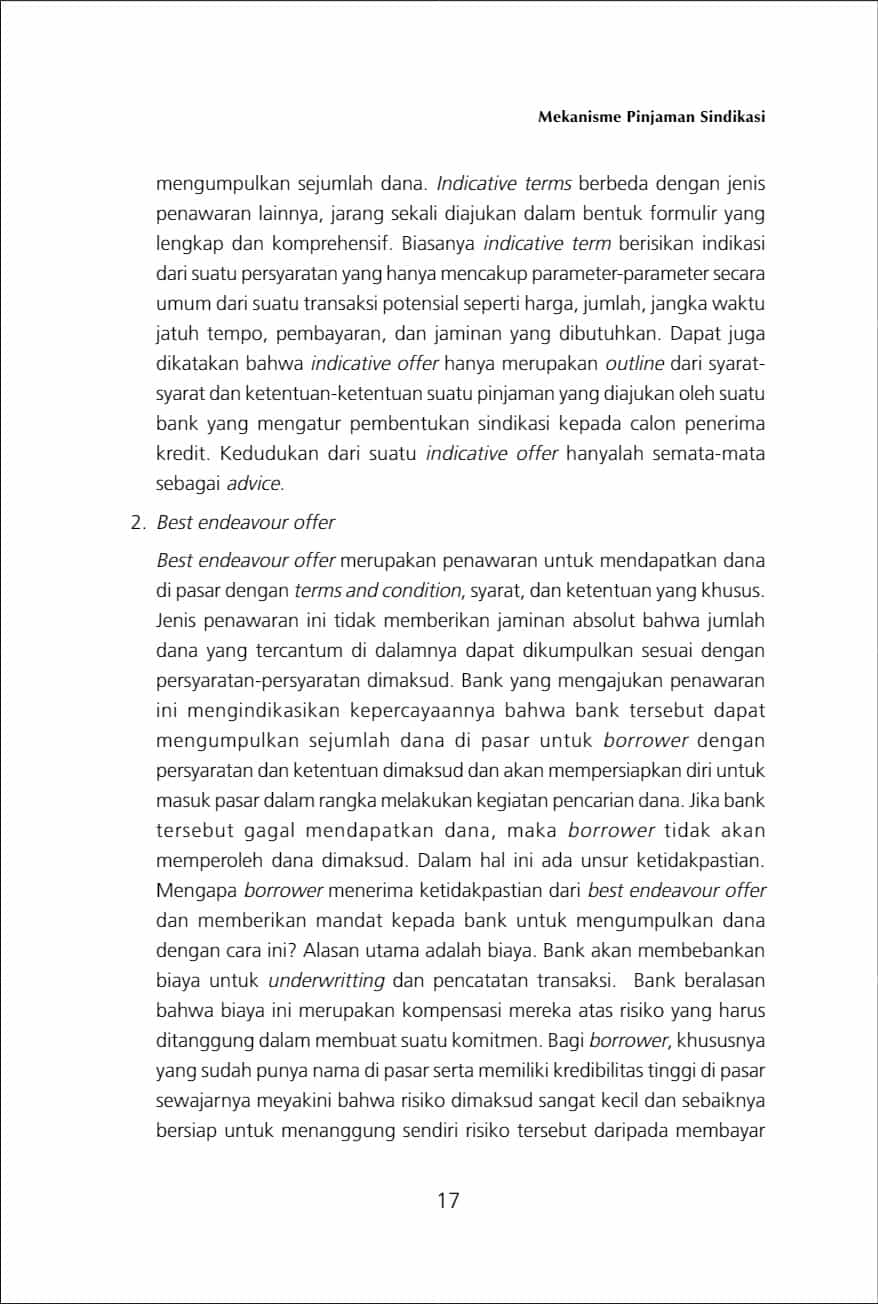 Mekanisme Pinjaman Sindikasi
mengumpulkan sejumlah dana. Indicative terms berbeda dengan jenis
penawaran lainnya, jarang sekali diajukan dalam bentuk formulir yang
lengkap dan komprehensif. Biasanya indicative term berisikan indikasi
dari suatu persyaratan yang hanya mencakup parameter-parameter secara
umum dari suatu transaksi potensial seperti harga, jumlah, jangka waktu
jatuh tempo, pembayaran, dan jaminan yang dibutuhkan. Dapat juga
dikatakan bahwa indicative offer hanya merupakan outline dari syarat-
syarat dan ketentuan-ketentuan suatu pinjaman yang diajukan oleh suatu
bank yang mengatur pembentukan sindikasi kepada calon penerima
kredit. Kedudukan dari suatu indicative offer hanyalah semata-mata
sebagai advice.
2. Best endeavour offer
Best endeavour offer merupakan penawaran untuk mendapatkan dana
di pasar dengan terms and condition, syarat, dan ketentuan yang khusus.
Jenis penawaran ini tidak memberikan jaminan absolut bahwa jumlah
dana yang tercantum di dalamnya dapat dikumpulkan sesuai dengan
persyaratan-persyaratan dimaksud. Bank yang mengajukan penawaran
ini mengindikasikan kepercayaannya bahwa bank tersebut dapat
mengumpulkan sejumlah dana di pasar untuk borrower dengan
persyaratan dan ketentuan dimaksud dan akan mempersiapkan diri untuk
masuk pasar dalam rangka melakukan kegiatan pencarian dana. Jika bank
tersebut gagal mendapatkan dana, maka borrower tidak akan
memperoleh dana dimaksud. Dalam hal ini ada unsur ketidakpastian.
Mengapa borrower menerima ketidakpastian dari best endeavour offer
dan memberikan mandat kepada bank untuk mengumpulkan dana
dengan cara ini? Alasan utama adalah biaya. Bank akan membebankan
biaya untuk underwritting dan pencatatan transaksi. Bank beralasan
bahwa biaya ini merupakan kompensasi mereka atas risiko yang harus
ditanggung dalam membuat suatu komitmen. Bagi borrower, khususnya
yang sudah punya nama di pasar serta memiliki kredibilitas tinggi di pasar
sewajarnya meyakini bahwa risiko dimaksud sangat kecil dan sebaiknya
bersiap untuk menanggung sendiri risiko tersebut daripada membayar
17